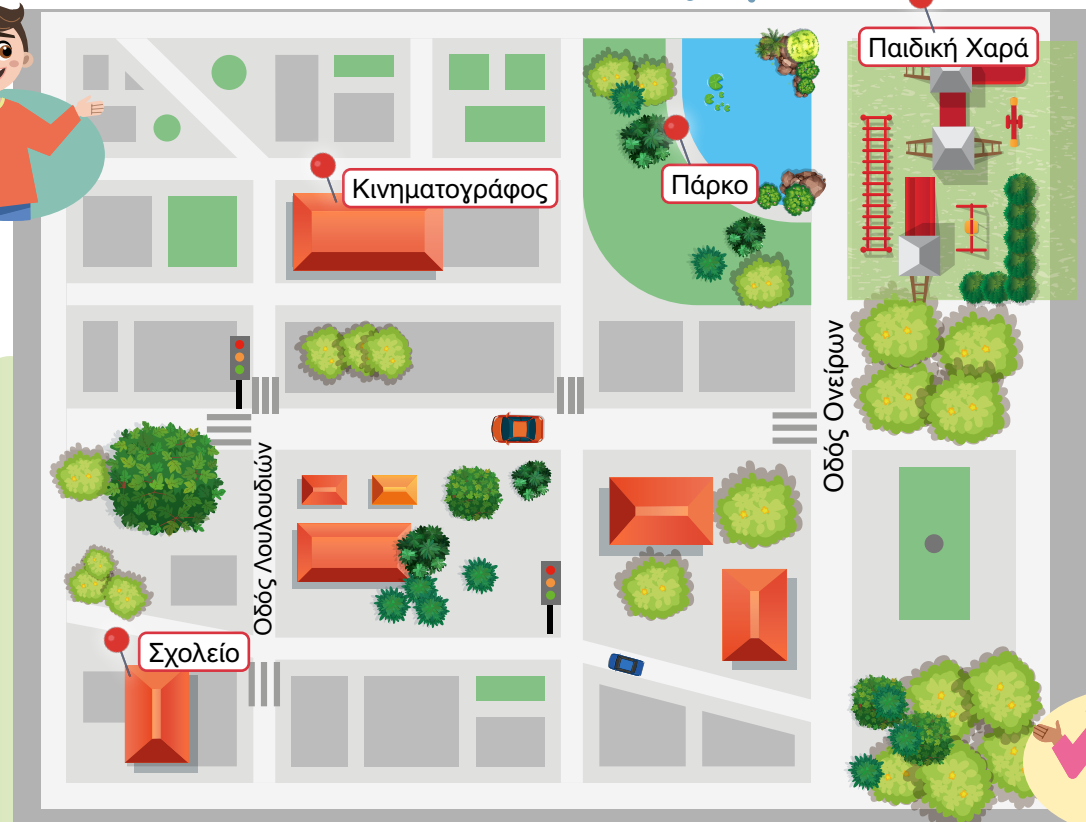 Παιδική Χαρά
Κινηματογράφος
Πάρκο
Οδός Ονείρων
Οδός Λουλουδιών
Σχολείο